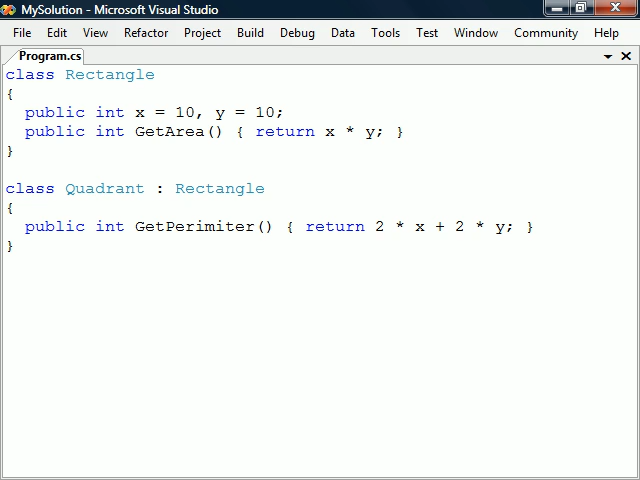 MySolution - Microsoft Visual Studio
File Edit View Refactor Project Build Debug Data Tools Test Window Community Help
Program.cs
class Rectangle
{
  public int x = 10, y = 10;
  public int GetArea() { return x * y; }
}
class Quadrant : Rectangle
{
  public int GetPerimiter() { return 2 * x + 2 * y; }
}